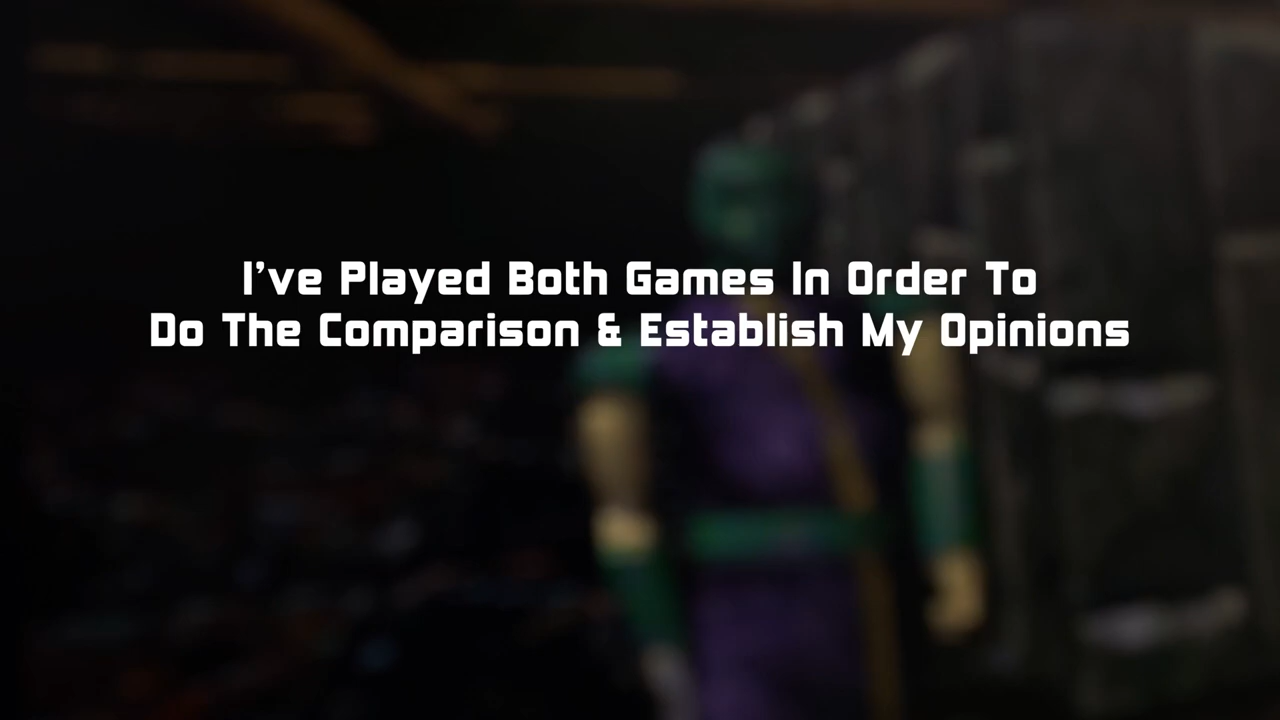 I've Played Both Games In Order To
Do The Comparison & Establish My Opinions